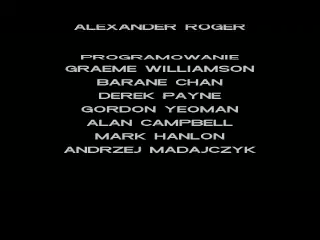 ALEXANDER ROGER
PROGRAMOWANIE
GRAEME WILLIAMSON
BARANE CHAN
DEREK PAYNE
GORDON YEOMAN
ALAN CAMPBELL
MARK HANLON
ANDRZEJ MADAJCZYK